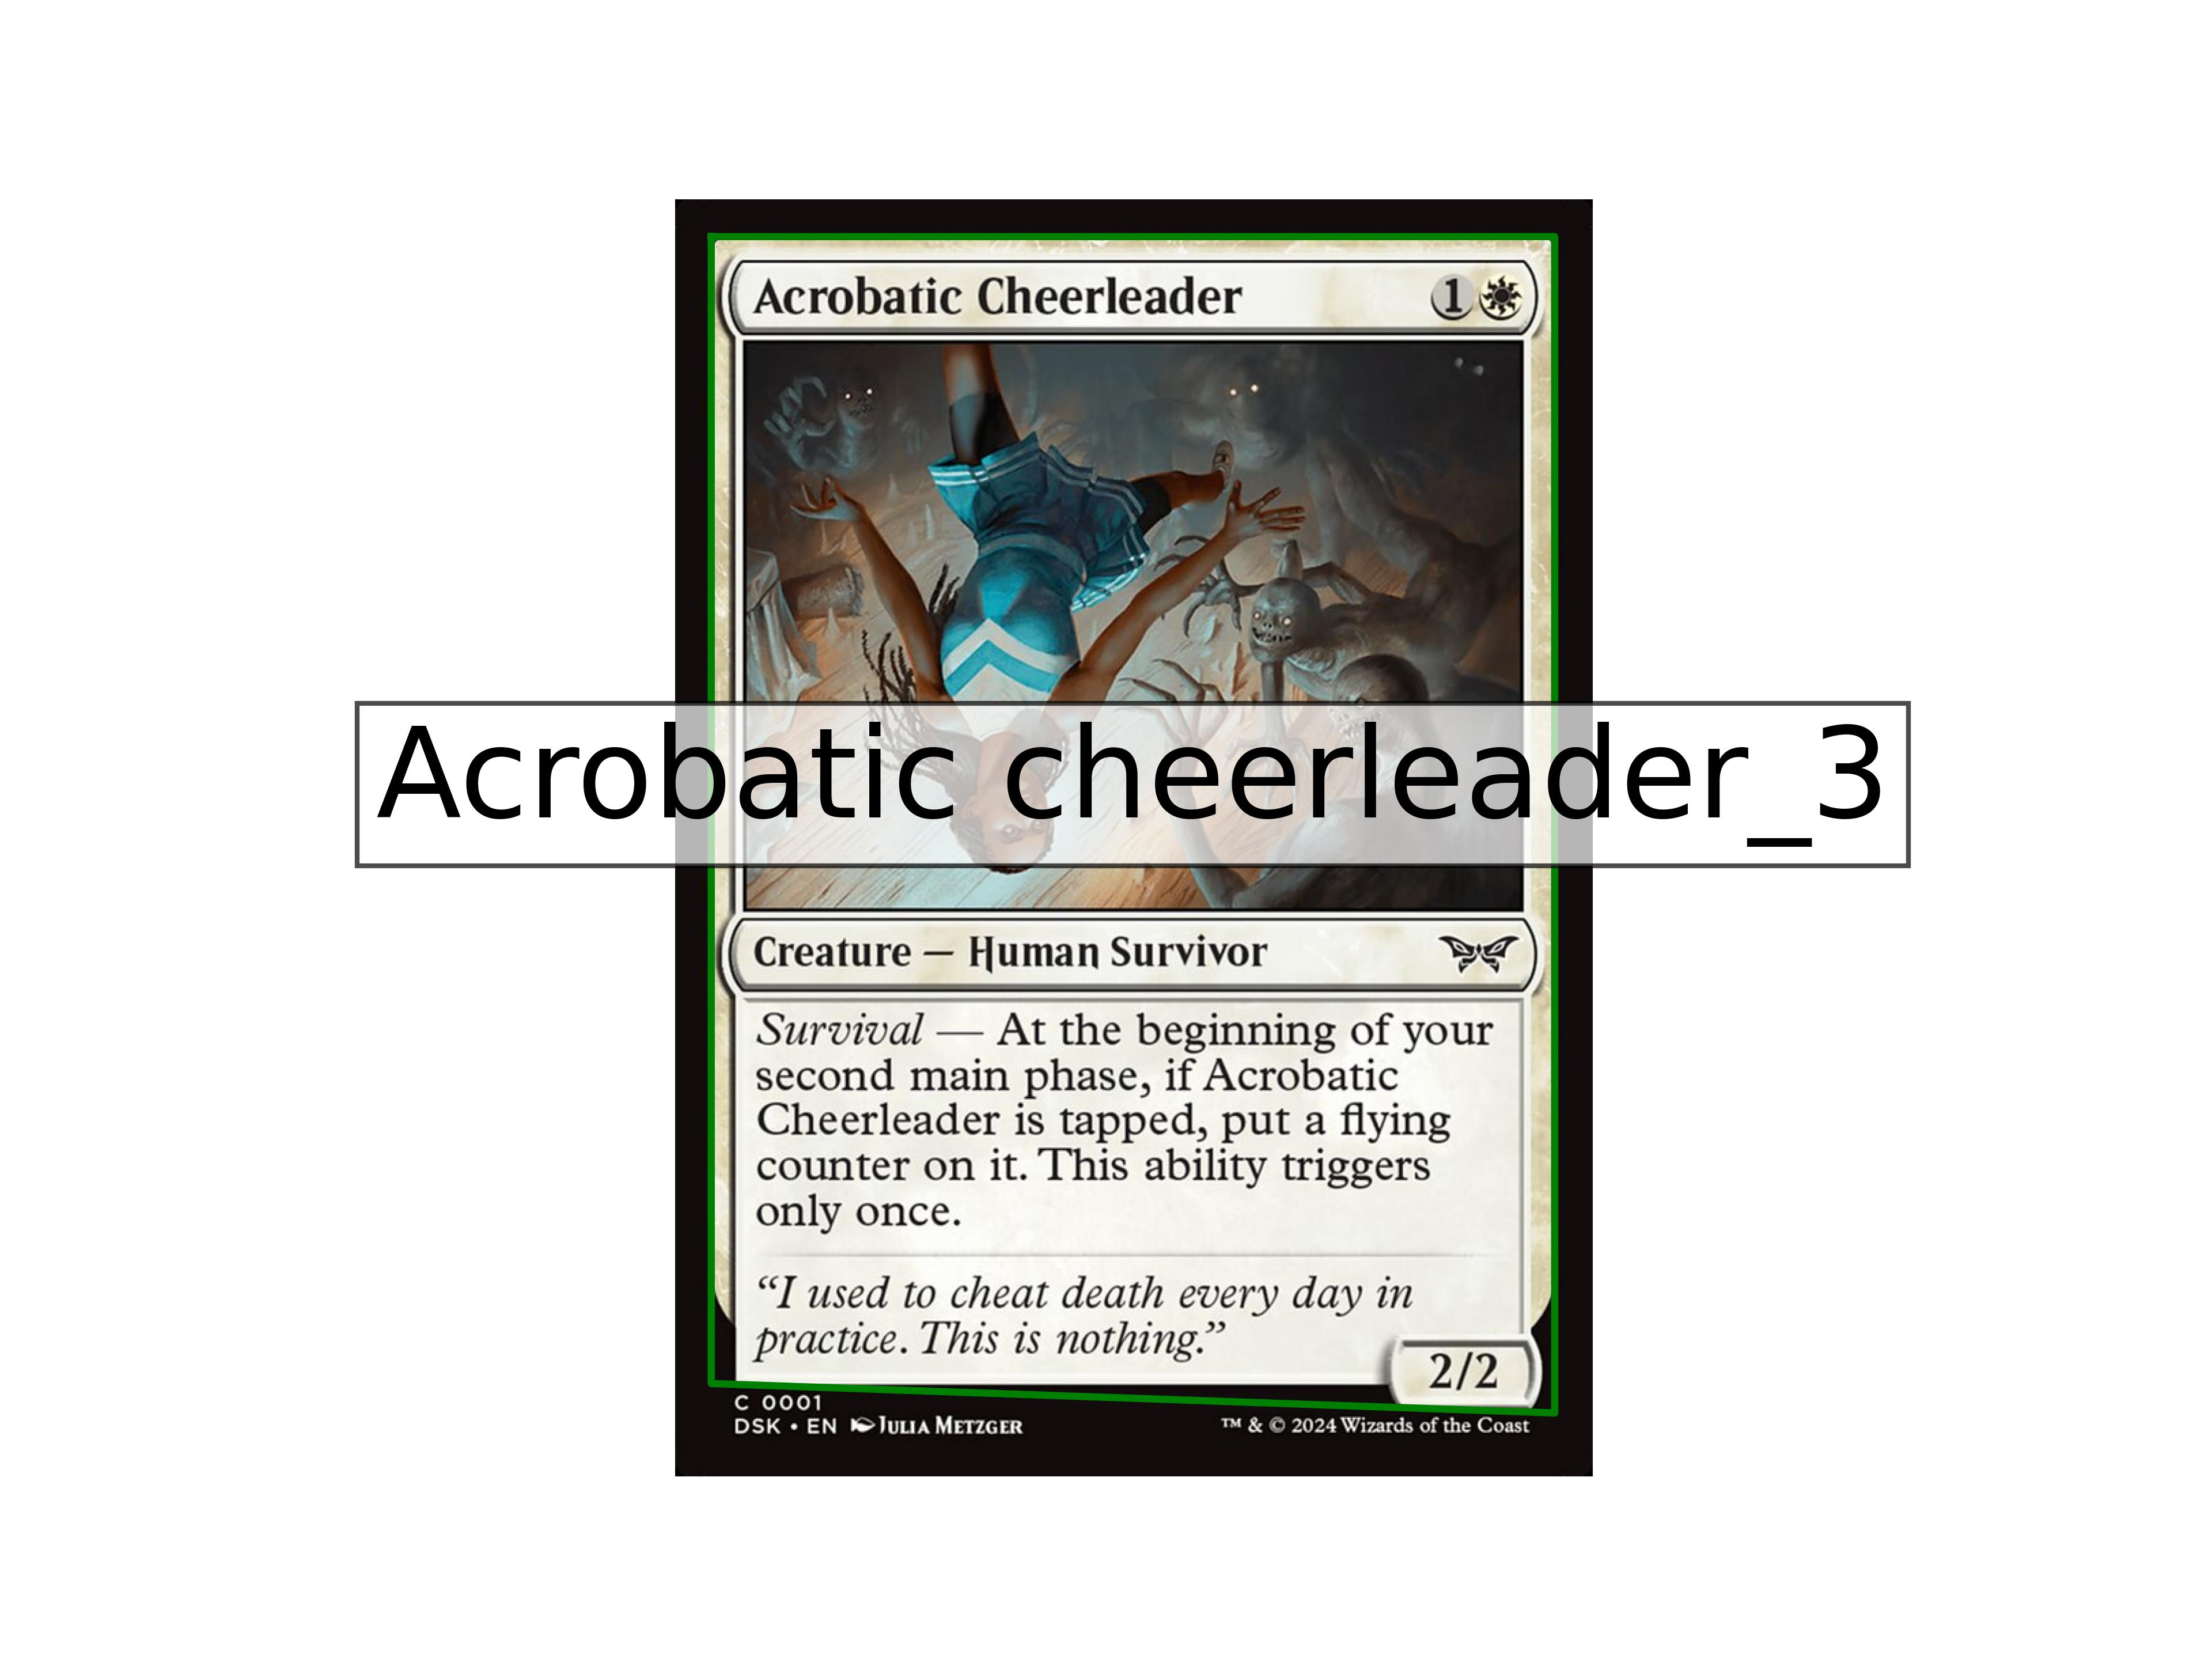 Acrobatic Cheerleader 1
Acrobatic cheerleader_3
Creature — Human Survivor
Survival — At the beginning of your
second main phase, if Acrobatic
Cheerleader is tapped, put a flying
counter on it. This ability triggers
only once.
“I used to cheat death every day in
practice. This is nothing.”
2/2
C 0001
DSK • EN JULIA METZGER
™ & © 2024 Wizards of the Coast